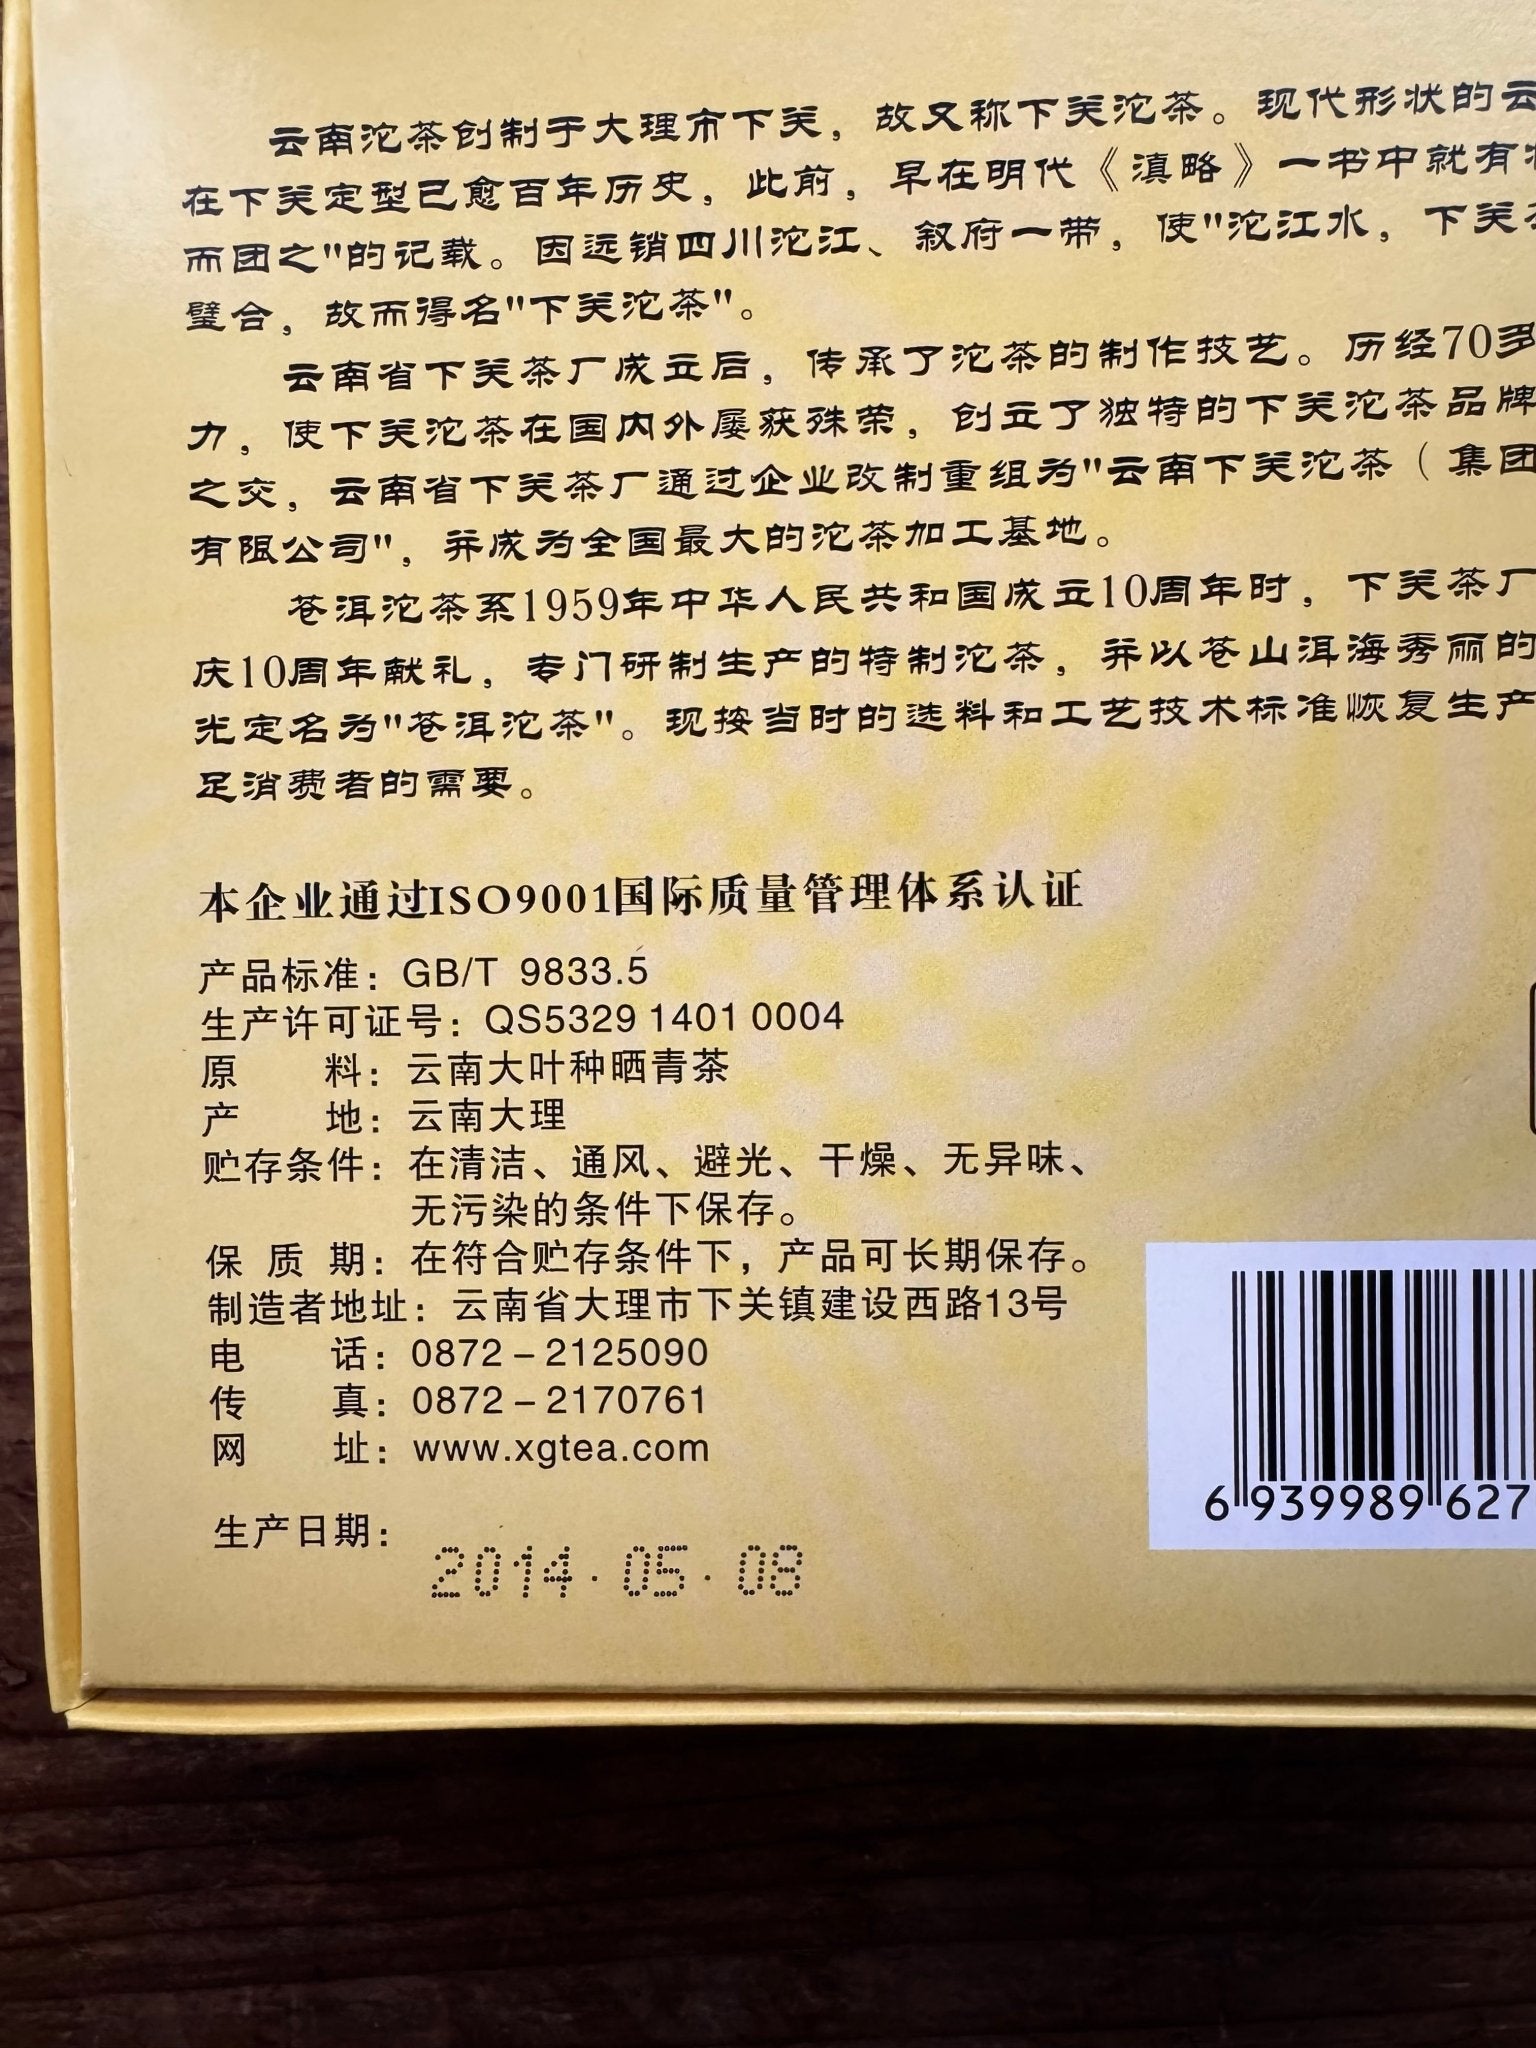 云南沱茶创制于大理市下关，故又称下关沱茶。现代形状的云
在下关定型已愈百年历史，此前，早在明代《滇略》一书中就有
而团之"的记载。因远销四川沱江、叙府一带，使"沱江水，下关
璧合，故而得名"下关沱茶"。
云南省下关茶厂成立后，传承了沱茶的制作技艺。历经70多
力，使下关沱茶在国内外屡获殊荣，创立了独特的下关沱茶品牌
之交，云南省下关茶厂通过企业改制重组为"云南下关沱茶（集团
有限公司"，并成为全国最大的沱茶加工基地。
苍洱沱茶系1959年中华人民共和国成立10周年时，下关茶厂
庆10周年献礼，专门研制生产的特制沱茶，并以苍山洱海秀丽的
光定名为"苍洱沱茶"。现按当时的选料和工艺技术标准恢复生产
足消费者的需要。
本企业通过ISO9001国际质量管理体系认证
产品标准：GB/T 9833.5
生产许可证号：QS5329 1401 0004
原料：云南大叶种晒青茶
产地：云南大理
贮存条件：在清洁、通风、避光、干燥、无异味、
无污染的条件下保存。
保质期：在符合贮存条件下，产品可长期保存。
制造者地址：云南省大理市下关镇建设西路13号
电话：0872－2125090
传真：0872－2170761
网址：www.xgtea.com
生产日期：
2014.05.08
6 939989 627